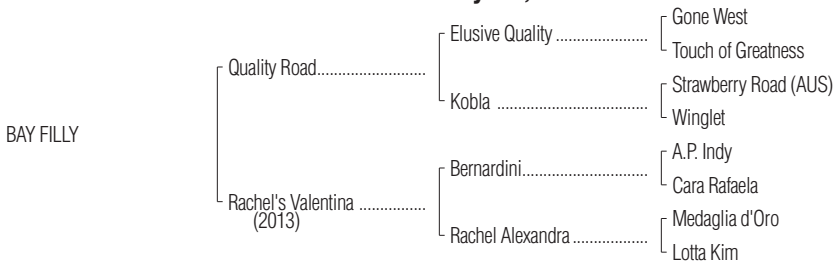 Gone West
Elusive Quality ......................
Touch of Greatness
Quality Road..........................
Strawberry Road (AUS)
Kobla ....................................
Winglet
BAY FILLY
A.P. Indy
Bernardini..............................
Cara Rafaela
Rachel's Valentina ................
(2013)
Medaglia d'Oro
Rachel Alexandra ..................
Lotta Kim